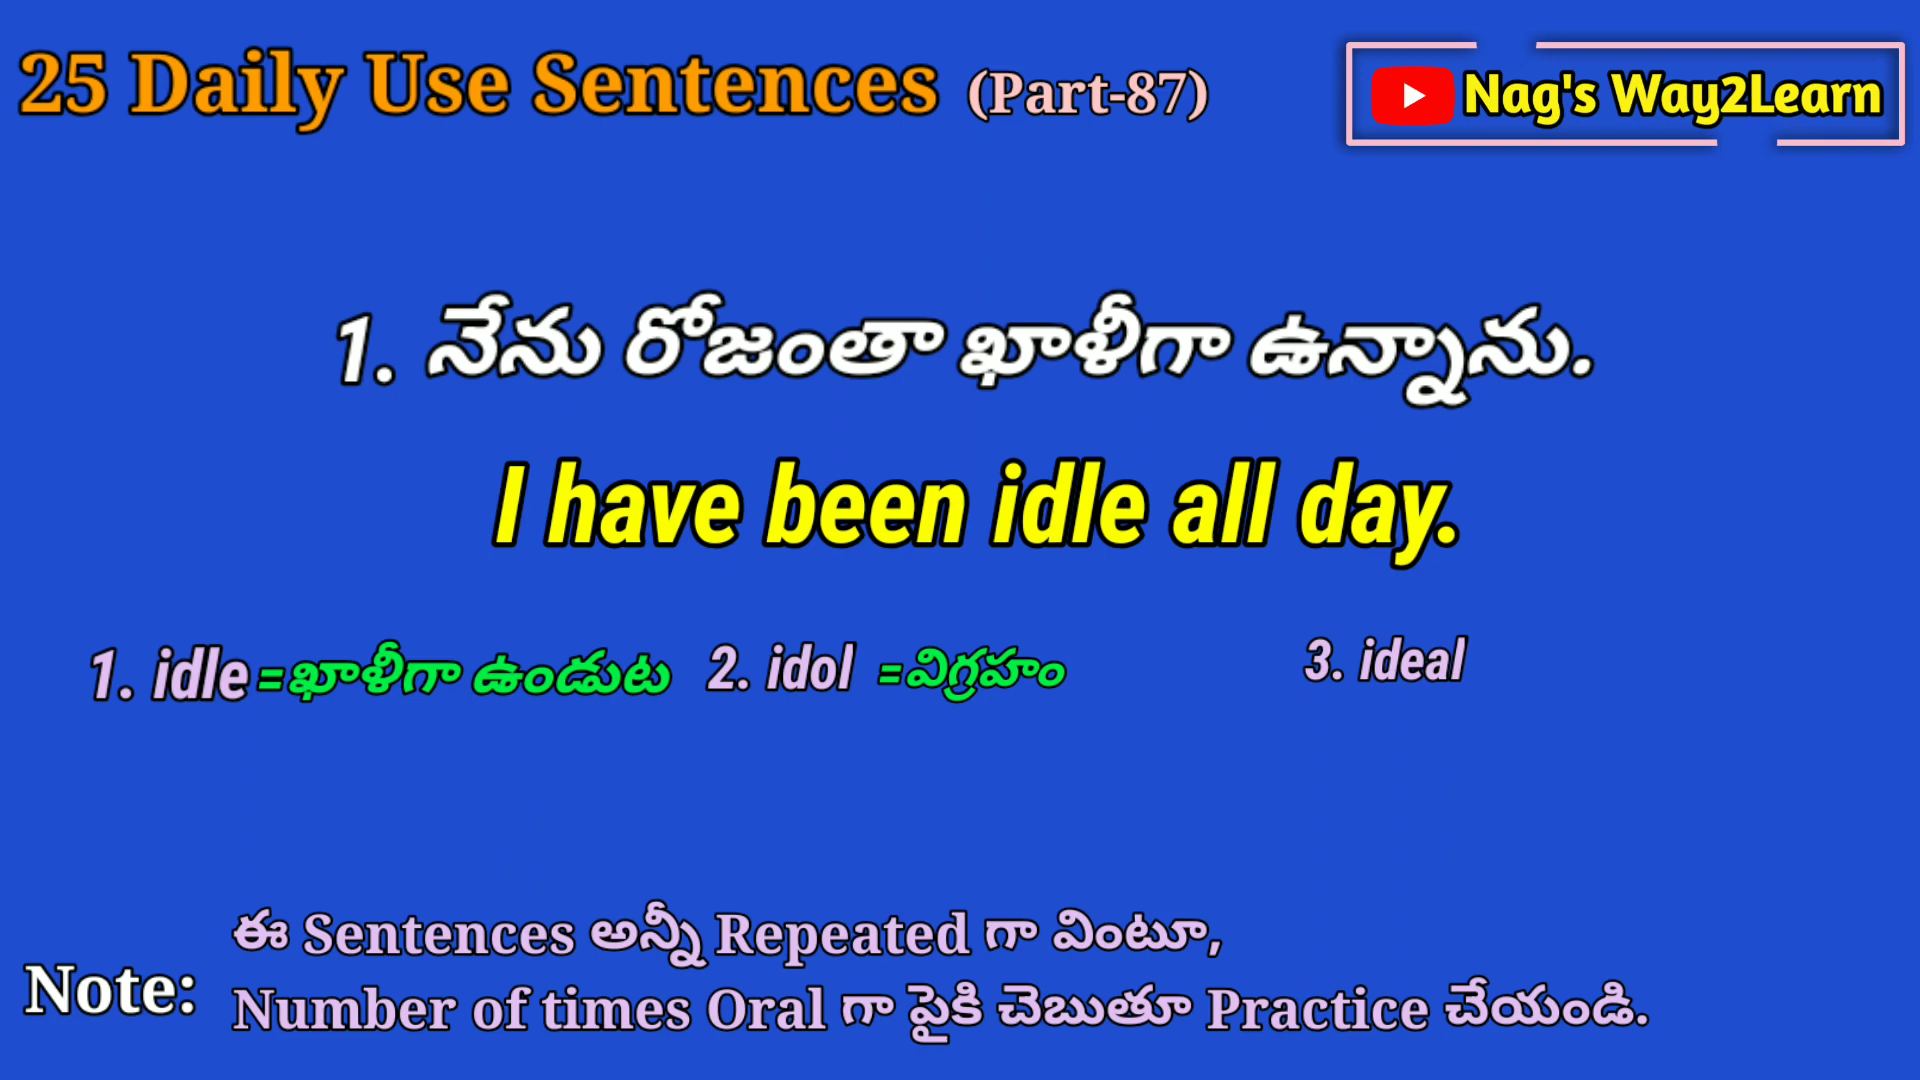 25 Daily Use Sentences (Part-87)
Nag's Way2Learn
1. నేను రోజంతా ఖాళీగా ఉన్నాను.
I have been idle all day.
1. idle =ఖాళీగా ఉండుట 2. idol =విగ్రహం 3. ideal
Note: ఈ Sentences అన్నీ Repeated గా వింటూ,
Number of times Oral గా పైకి చెబుతూ Practice చేయండి.